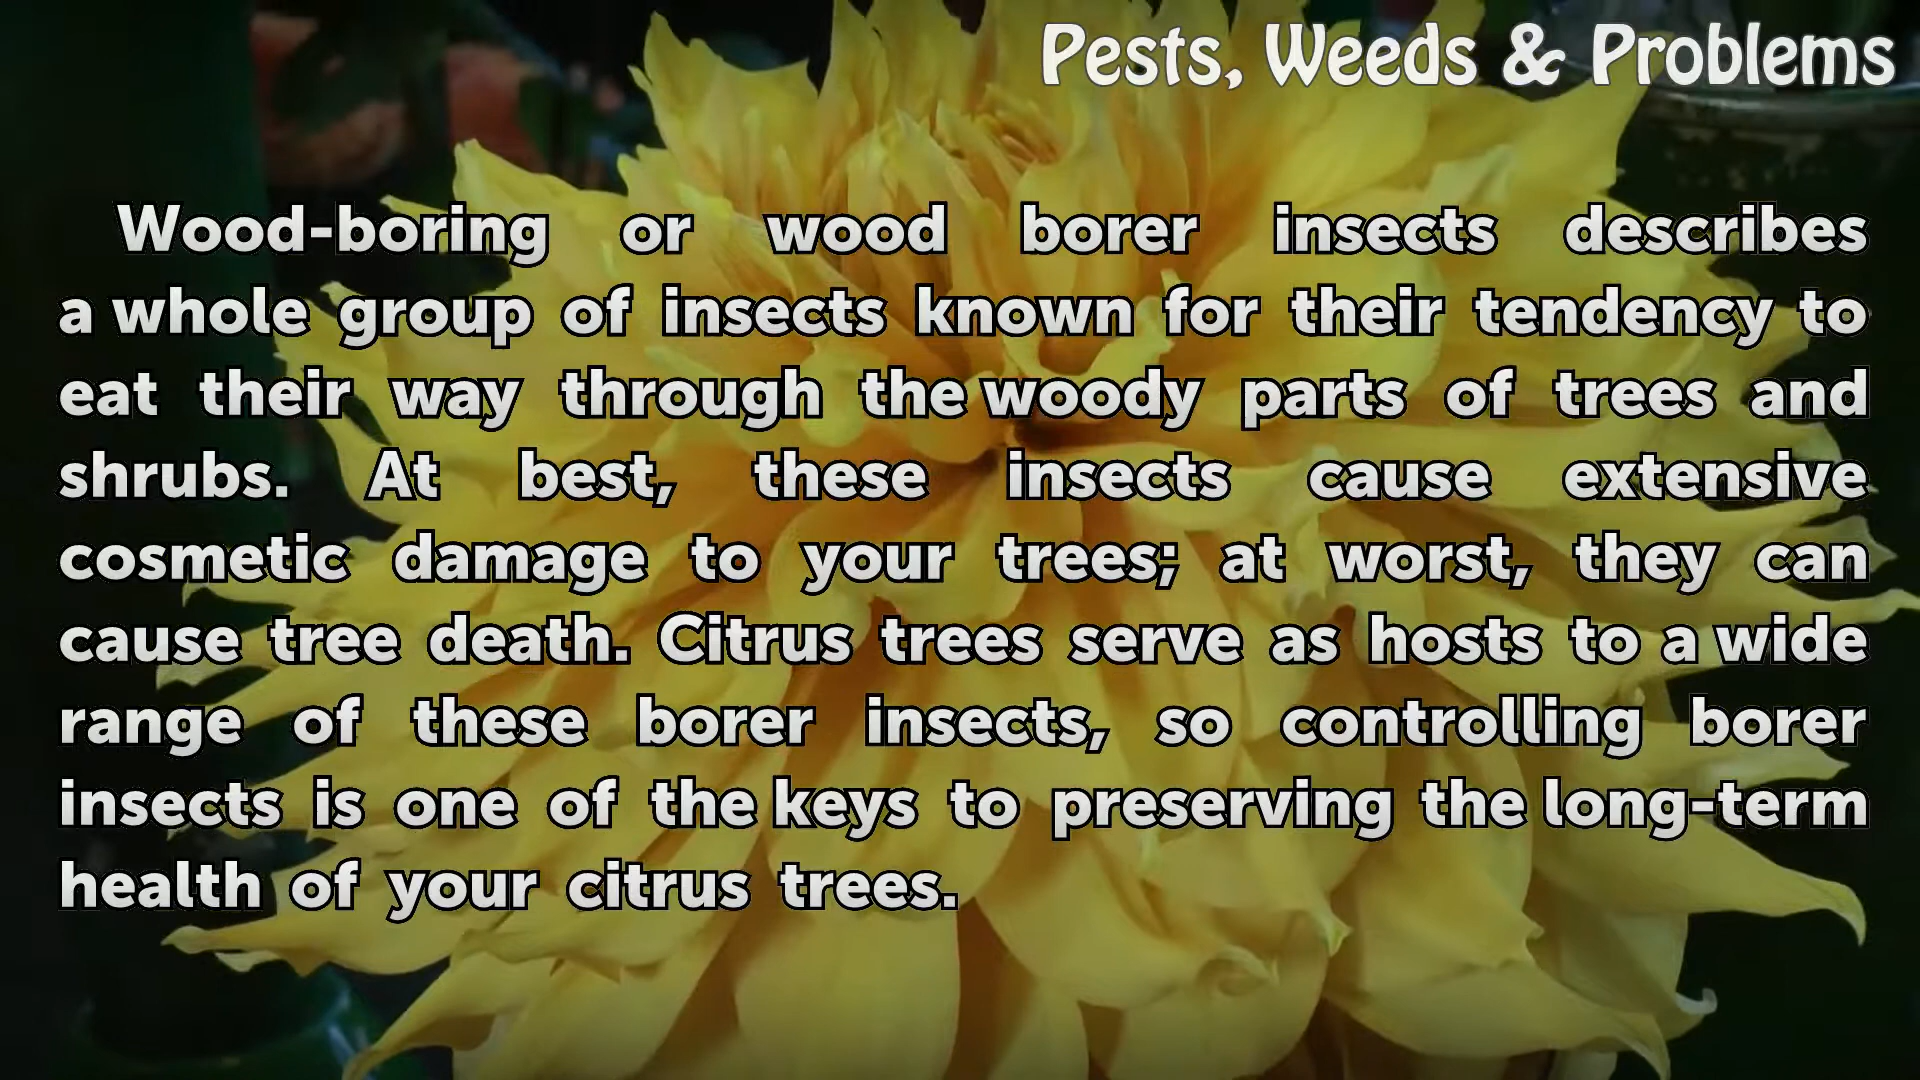 Pests, Weeds & Problems
Wood-boring or wood borer insects describes
a whole group of insects known for their tendency to
eat their way through the woody parts of trees and
shrubs. At best, these insects cause extensive
cosmetic damage to your trees; at worst, they can
cause tree death. Citrus trees serve as hosts to a wide
range of these borer insects, so controlling borer
insects is one of the keys to preserving the long-term
health of your citrus trees.